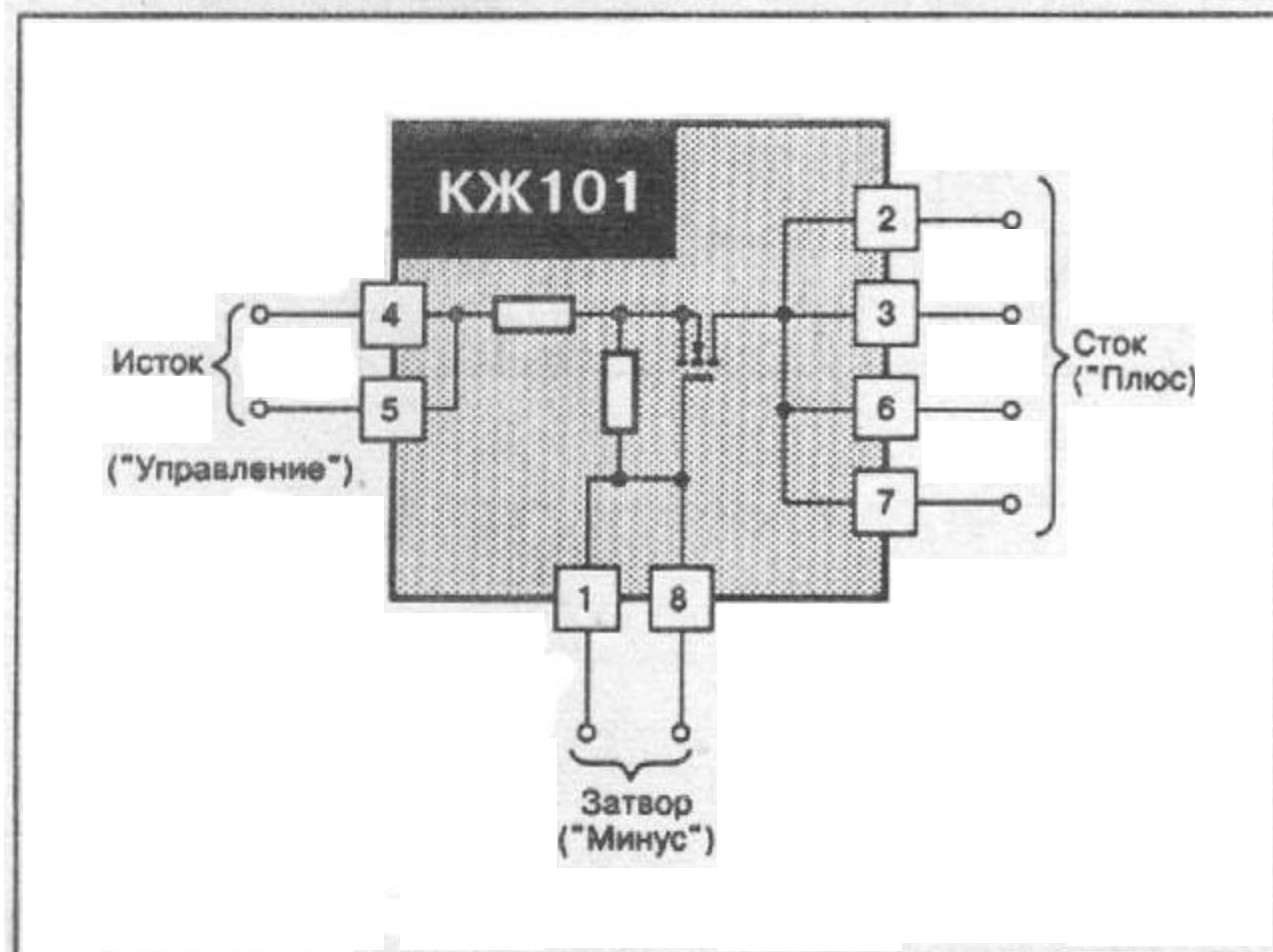 КЖ101
2
3
6
7
4
5
1
8
Исток
("Управление")
Сток
("Плюс)
Затвор
("Минус")